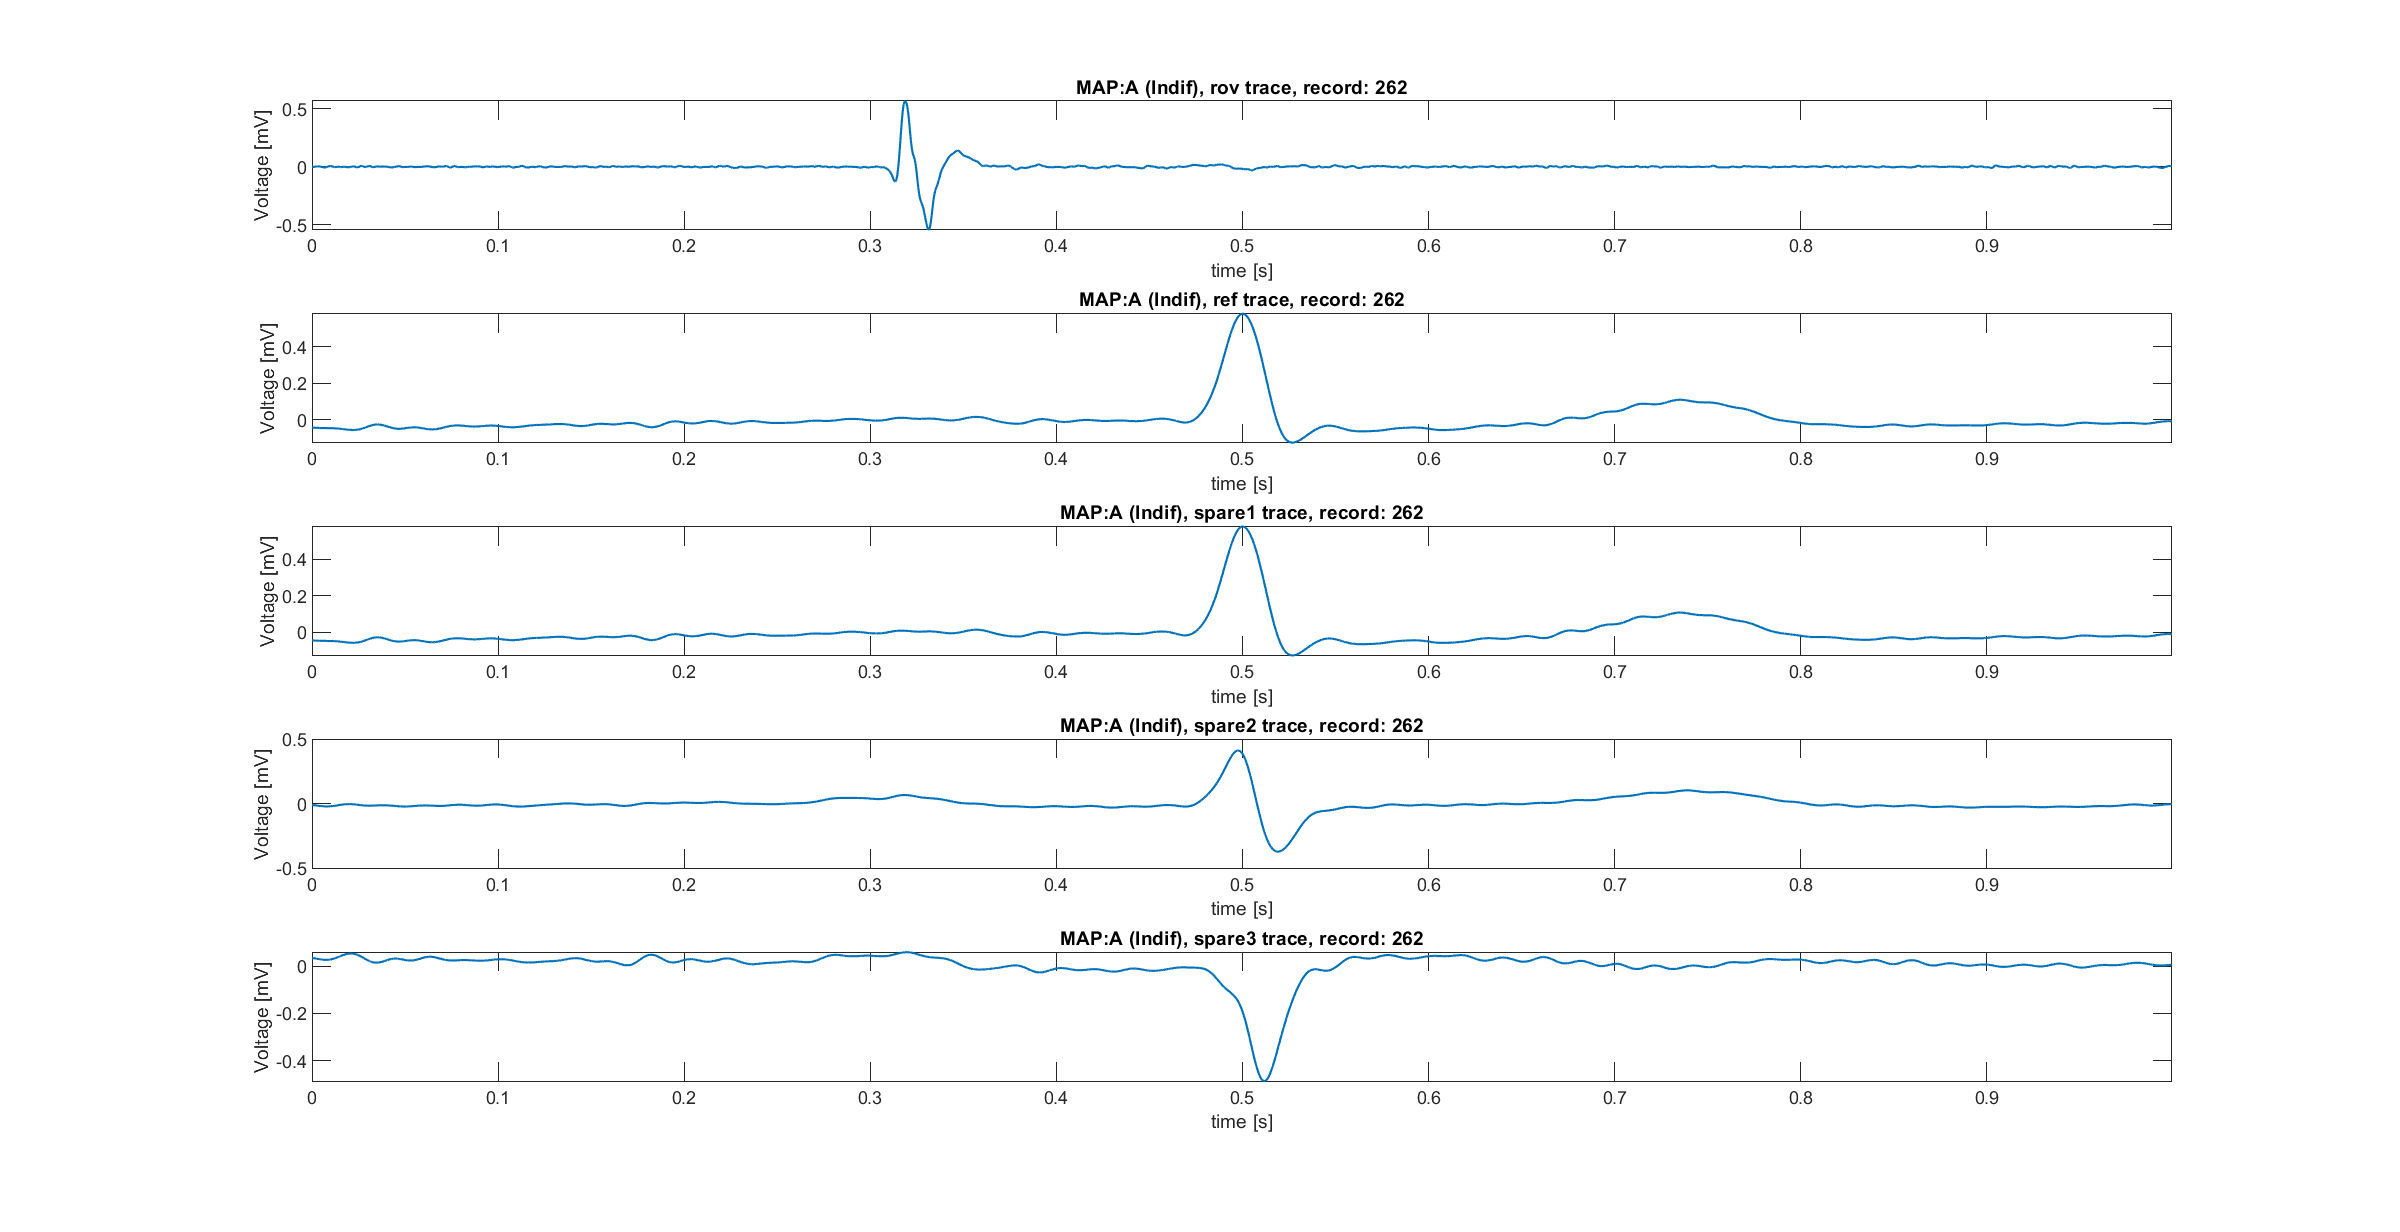 MAP:A (Indif), rov trace, record: 262
Voltage [mV]
0.5
0
-0.5
0 0.1 0.2 0.3 0.4 0.5 0.6 0.7 0.8 0.9
time [s]
MAP:A (Indif), ref trace, record: 262
Voltage [mV]
0.4
0.2
0
0 0.1 0.2 0.3 0.4 0.5 0.6 0.7 0.8 0.9
time [s]
MAP:A (Indif), spare1 trace, record: 262
Voltage [mV]
0.4
0.2
0
0 0.1 0.2 0.3 0.4 0.5 0.6 0.7 0.8 0.9
time [s]
MAP:A (Indif), spare2 trace, record: 262
Voltage [mV]
0.5
0
-0.5
0 0.1 0.2 0.3 0.4 0.5 0.6 0.7 0.8 0.9
time [s]
MAP:A (Indif), spare3 trace, record: 262
Voltage [mV]
0
-0.2
-0.4
0 0.1 0.2 0.3 0.4 0.5 0.6 0.7 0.8 0.9
time [s]